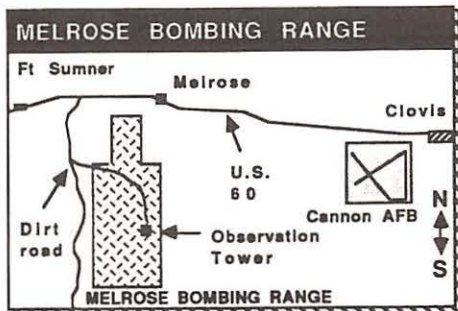 MELROSE BOMBING RANGE
Ft Sumner
Melrose
Clovis
U.S.
60
Cannon AFB
N
S
Dirt
road
Observation
Tower
MELROSE BOMBING RANGE